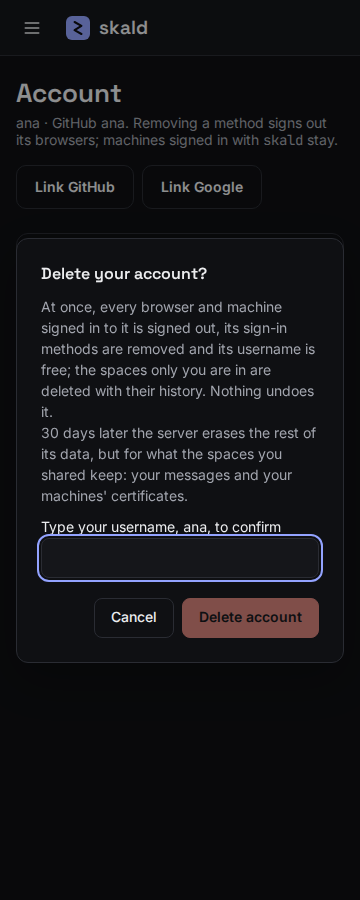 skald
Account
ana · GitHub ana. Removing a method signs out
its browsers; machines signed in with skald stay.
Link GitHub
Link Google
Delete your account?
At once, every browser and machine
signed in to it is signed out, its sign-in
methods are removed and its username is
free; the spaces only you are in are
deleted with their history. Nothing undoes
it.
30 days later the server erases the rest of
its data, but for what the spaces you
shared keep: your messages and your
machines' certificates.
Type your username, ana, to confirm
Cancel
Delete account